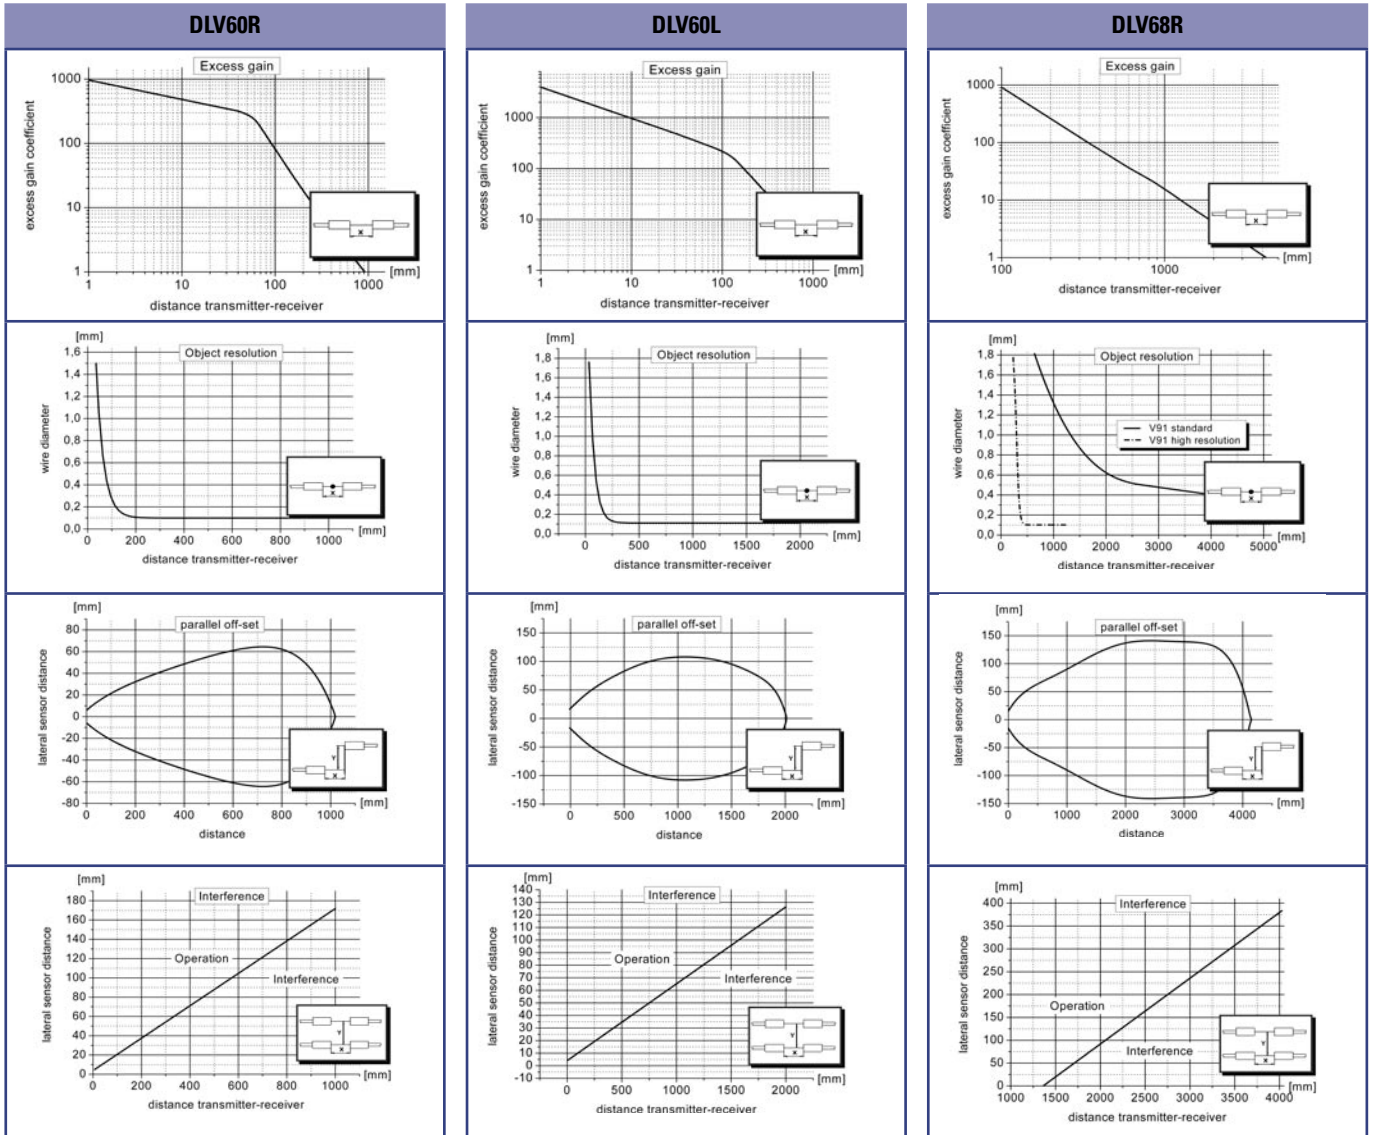 DLV60R
DLV60L
DLV68R
Excess gain
1000
100
10
1
excess gain coefficient
1
10
100
1000
[mm]
distance transmitter-receiver
Excess gain
1000
100
10
1
excess gain coefficient
1
10
100
1000
[mm]
distance transmitter-receiver
Excess gain
1000
100
10
1
excess gain coefficient
100
1000
[mm]
distance transmitter-receiver
X
X
X
[mm]
Object resolution
1,6
1,4
1,2
1,0
0,8
0,6
0,4
0,2
0,0
wire diameter
0 200 400 600 800 1000
[mm]
distance transmitter-receiver
X
[mm]
Object resolution
1,8
1,6
1,4
1,2
1,0
0,8
0,6
0,4
0,2
0,0
wire diameter
0 500 1000 1500 2000
[mm]
distance transmitter-receiver
X
[mm]
Object resolution
1,8
1,6
1,4
1,2
1,0
0,8
0,6
0,4
0,2
0,0
wire diameter
V91 standard
V91 high resolution
0 1000 2000 3000 4000 5000
[mm]
distance transmitter-receiver
X
[mm]
parallel off-set
80
60
40
20
0
-20
-40
-60
-80
lateral sensor distance
0 200 400 600 800 1000
[mm]
distance
Y
X
[mm]
parallel off-set
150
100
50
0
-50
-100
-150
lateral sensor distance
0 500 1000 1500 2000
[mm]
distance
Y
X
[mm]
parallel off-set
150
100
50
0
-50
-100
-150
lateral sensor distance
0 1000 2000 3000 4000
[mm]
distance
Y
X
[mm]
Interference
180
160
140
120
100
80
60
40
20
0
lateral sensor distance
Operation
Interference
0 200 400 600 800 1000
[mm]
distance transmitter-receiver
Y
X
[mm]
Interference
140
130
120
110
100
90
80
70
60
50
40
30
20
10
0
-10
lateral sensor distance
Operation
Interference
0 500 1000 1500 2000
[mm]
distance transmitter-receiver
Y
X
[mm]
Interference
400
350
300
250
200
150
100
50
0
lateral sensor distance
Operation
Interference
1000 1500 2000 2500 3000 3500 4000
[mm]
distance transmitter-receiver
Y
X